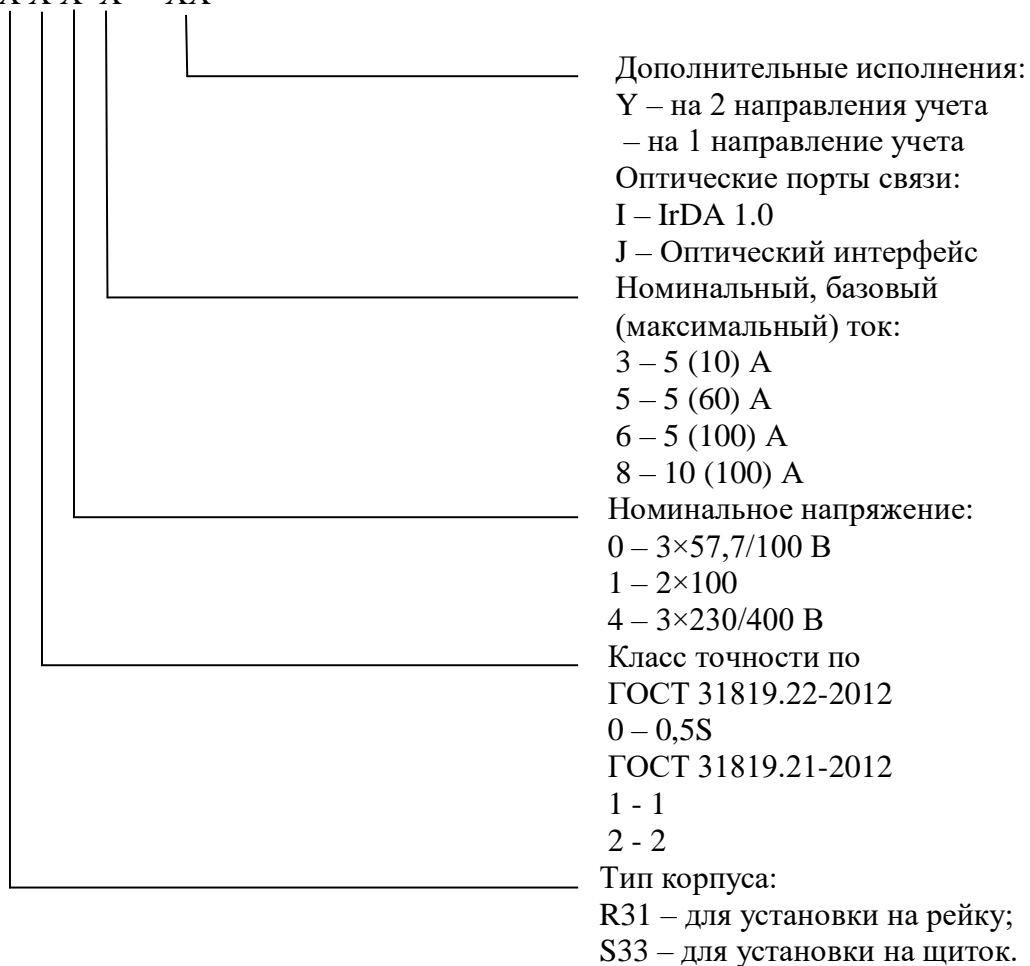 Дополнительные исполнения:
Y – на 2 направления учета
– на 1 направление учета
Оптические порты связи:
I – IrDA 1.0
J – Оптический интерфейс
Номинальный, базовый
(максимальный) ток:
3 – 5 (10) А
5 – 5 (60) А
6 – 5 (100) А
8 – 10 (100) А
Номинальное напряжение:
0 – 3×57,7/100 В
1 – 2×100
4 – 3×230/400 В
Класс точности по
ГОСТ 31819.22-2012
0 – 0,5S
ГОСТ 31819.21-2012
1 - 1
2 - 2
Тип корпуса:
R31 – для установки на рейку;
S33 – для установки на щиток.